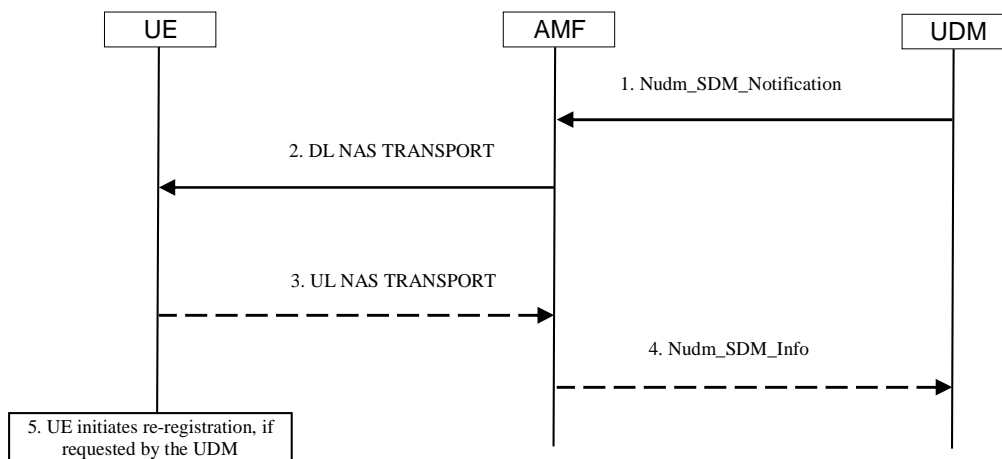 UE
AMF
UDM
1. Nudm_SDM_Notification
2. DL NAS TRANSPORT
3. UL NAS TRANSPORT
4. Nudm_SDM_Info
5. UE initiates re-registration, if
requested by the UDM